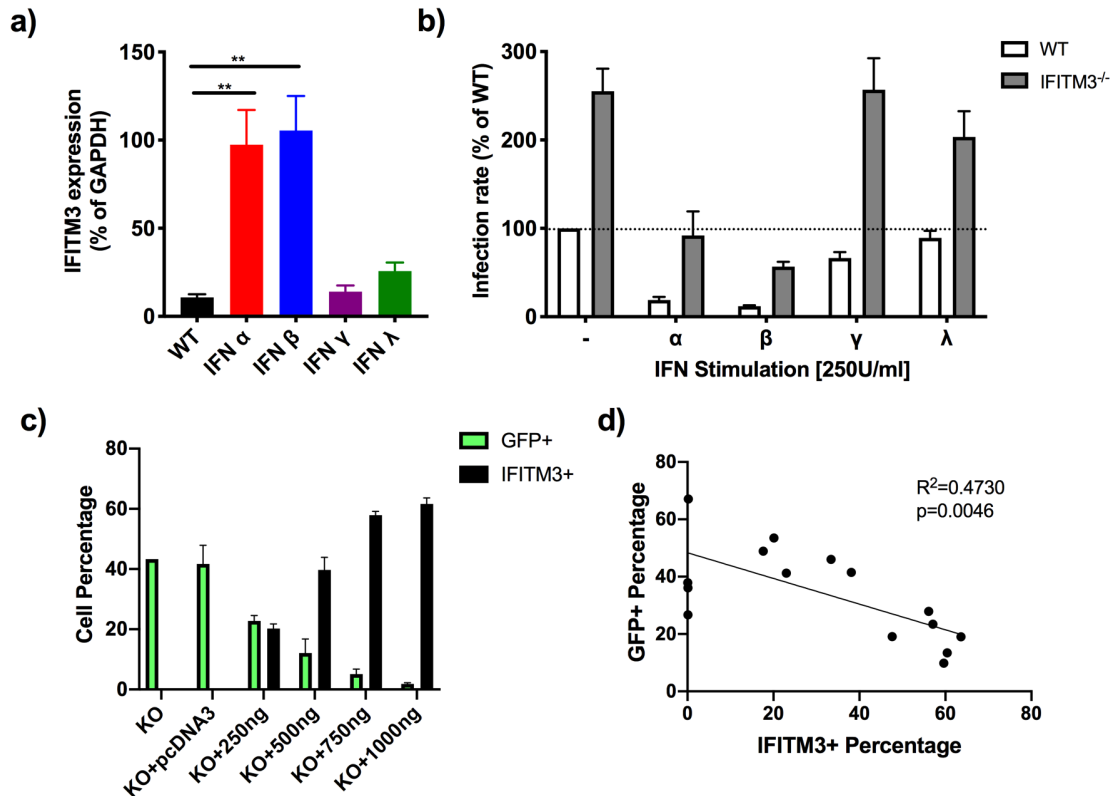 a)
IFITM3 expression
(% of GAPDH)
150
100
50
0
**
**
WT
IFN α
IFN β
IFN γ
IFN λ
b)
Infection rate (% of WT)
300
200
100
0
-
α
β
γ
λ
IFN Stimulation [250U/ml]
WT
IFITM3-/-
c)
Cell Percentage
80
60
40
20
0
KO
KO+pcDNA3
KO+250ng
KO+500ng
KO+750ng
KO+1000ng
GFP+
IFITM3+
d)
GFP+ Percentage
80
60
40
20
0
R²=0.4730
p=0.0046
0
20
40
60
80
IFITM3+ Percentage